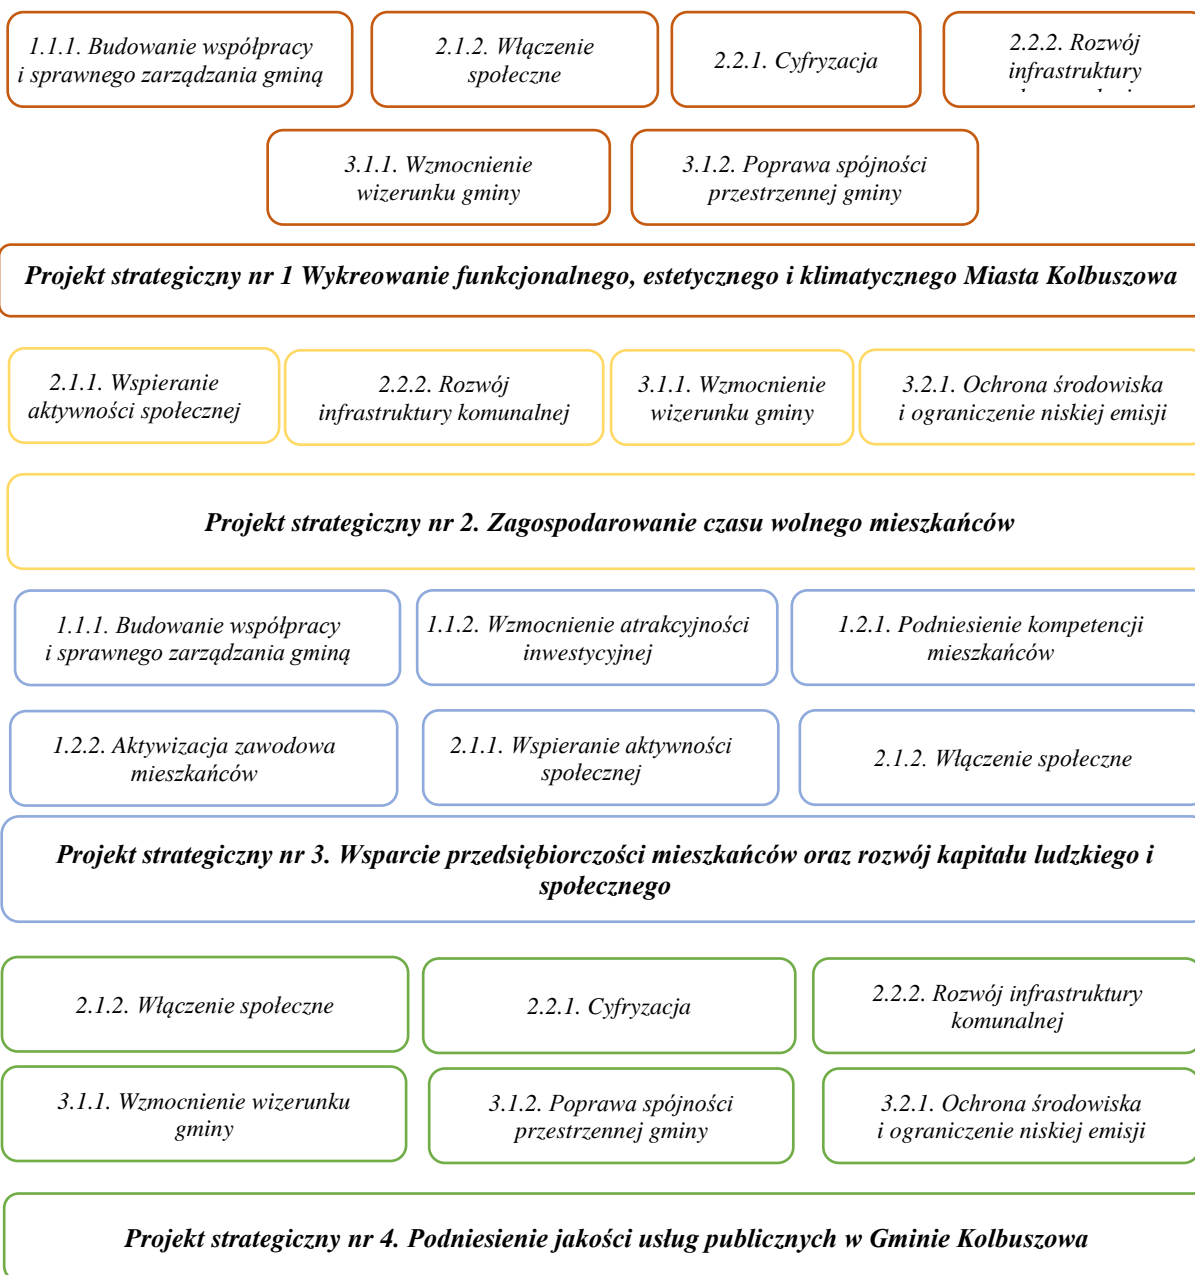 1.1.1. Budowanie współpracy
i sprawnego zarządzania gminą
2.1.2. Włączenie
społeczne
2.2.1. Cyfryzacja
2.2.2. Rozwój
infrastruktury
3.1.1. Wzmocnienie
wizerunku gminy
3.1.2. Poprawa spójności
przestrzennej gminy
Projekt strategiczny nr 1 Wykreowanie funkcjonalnego, estetycznego i klimatycznego Miasta Kolbuszowa
2.1.1. Wspieranie
aktywności społecznej
2.2.2. Rozwój
infrastruktury komunalnej
3.1.1. Wzmocnienie
wizerunku gminy
3.2.1. Ochrona środowiska
i ograniczenie niskiej emisji
Projekt strategiczny nr 2. Zagospodarowanie czasu wolnego mieszkańców
1.1.1. Budowanie współpracy
i sprawnego zarządzania gminą
1.1.2. Wzmocnienie atrakcyjności
inwestycyjnej
1.2.1. Podniesienie kompetencji
mieszkańców
1.2.2. Aktywizacja zawodowa
mieszkańców
2.1.1. Wspieranie aktywności
społecznej
2.1.2. Włączenie społeczne
Projekt strategiczny nr 3. Wsparcie przedsiębiorczości mieszkańców oraz rozwój kapitału ludzkiego i
społecznego
2.1.2. Włączenie społeczne
2.2.1. Cyfryzacja
2.2.2. Rozwój infrastruktury
komunalnej
3.1.1. Wzmocnienie wizerunku
gminy
3.1.2. Poprawa spójności
przestrzennej gminy
3.2.1. Ochrona środowiska
i ograniczenie niskiej emisji
Projekt strategiczny nr 4. Podniesienie jakości usług publicznych w Gminie Kolbuszowa